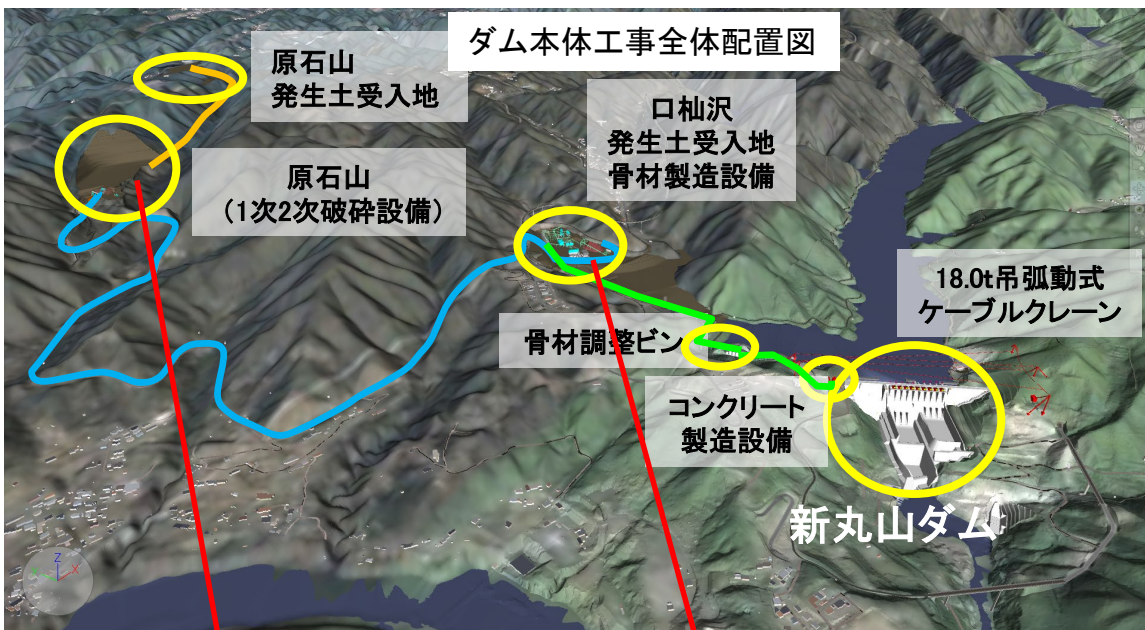 ダム本体工事全体配置図
原石山
発生土受入地
口杣沢
発生土受入地
骨材製造設備
原石山
（1次2次破砕設備）
18.0t吊弧動式
ケーブルクレーン
骨材調整ビン
コンクリート
製造設備
新丸山ダム
Z
X